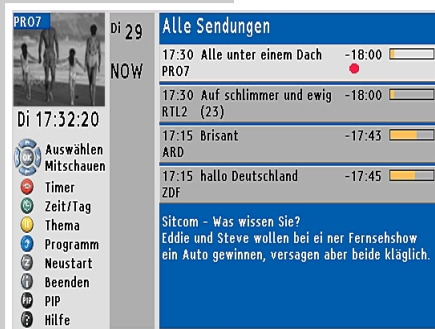 PRO7
Di 29
NOW
Di 17:32:20
OK
Auswählen
Mitschauen
Timer
Zeit/Tag
Thema
Programm
Neustart
Beenden
PIP PIP
Hilfe
Alle Sendungen
17:30 Alle unter einem Dach -18:00
PRO7
17:30 Auf schlimmer und ewig -18:00
RTL2 (23)
17:15 Brisant -17:43
ARD
17:15 hallo Deutschland -17:45
ZDF
Sitcom - Was wissen Sie?
Eddie und Steve wollen bei ei ner Fernsehshow
ein Auto gewinnen, versagen aber beide kläglich.